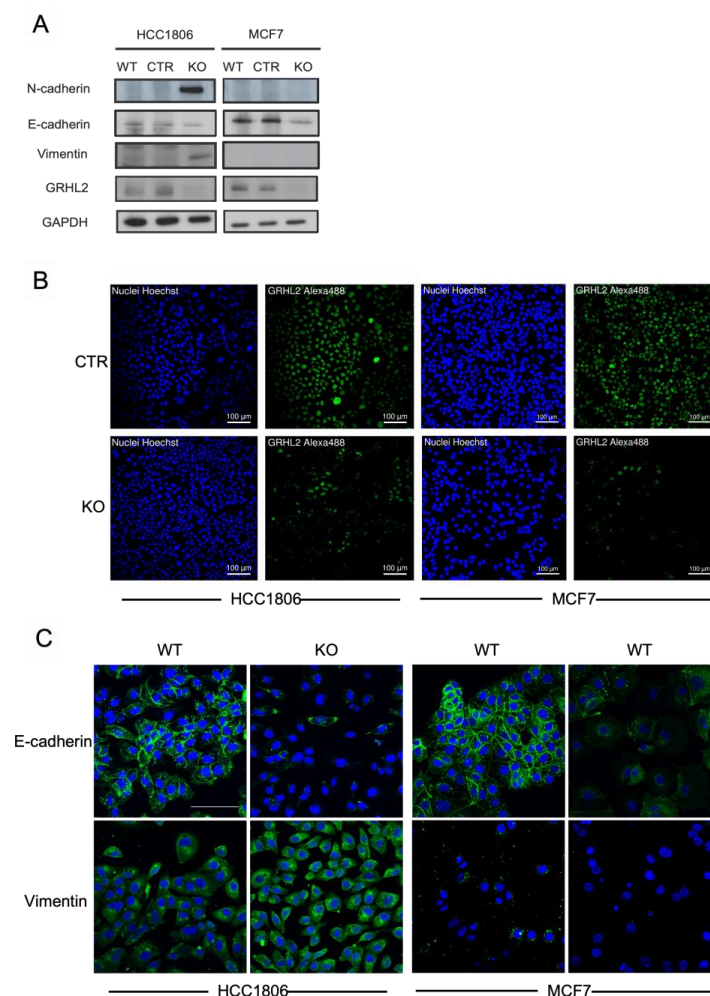 A
HCC1806 MCF7
WT CTR KO WT CTR KO
N-cadherin
E-cadherin
Vimentin
GRHL2
GAPDH
B
Nuclei Hoechst GRHL2 Alexa488 Nuclei Hoechst GRHL2 Alexa488
CTR
100 µm 100 µm 100 µm 100 µm
Nuclei Hoechst GRHL2 Alexa488 Nuclei Hoechst GRHL2 Alexa488
KO
100 µm 100 µm 100 µm 100 µm
HCC1806 MCF7
C
WT KO WT WT
E-cadherin
Vimentin
HCC1806 MCF7